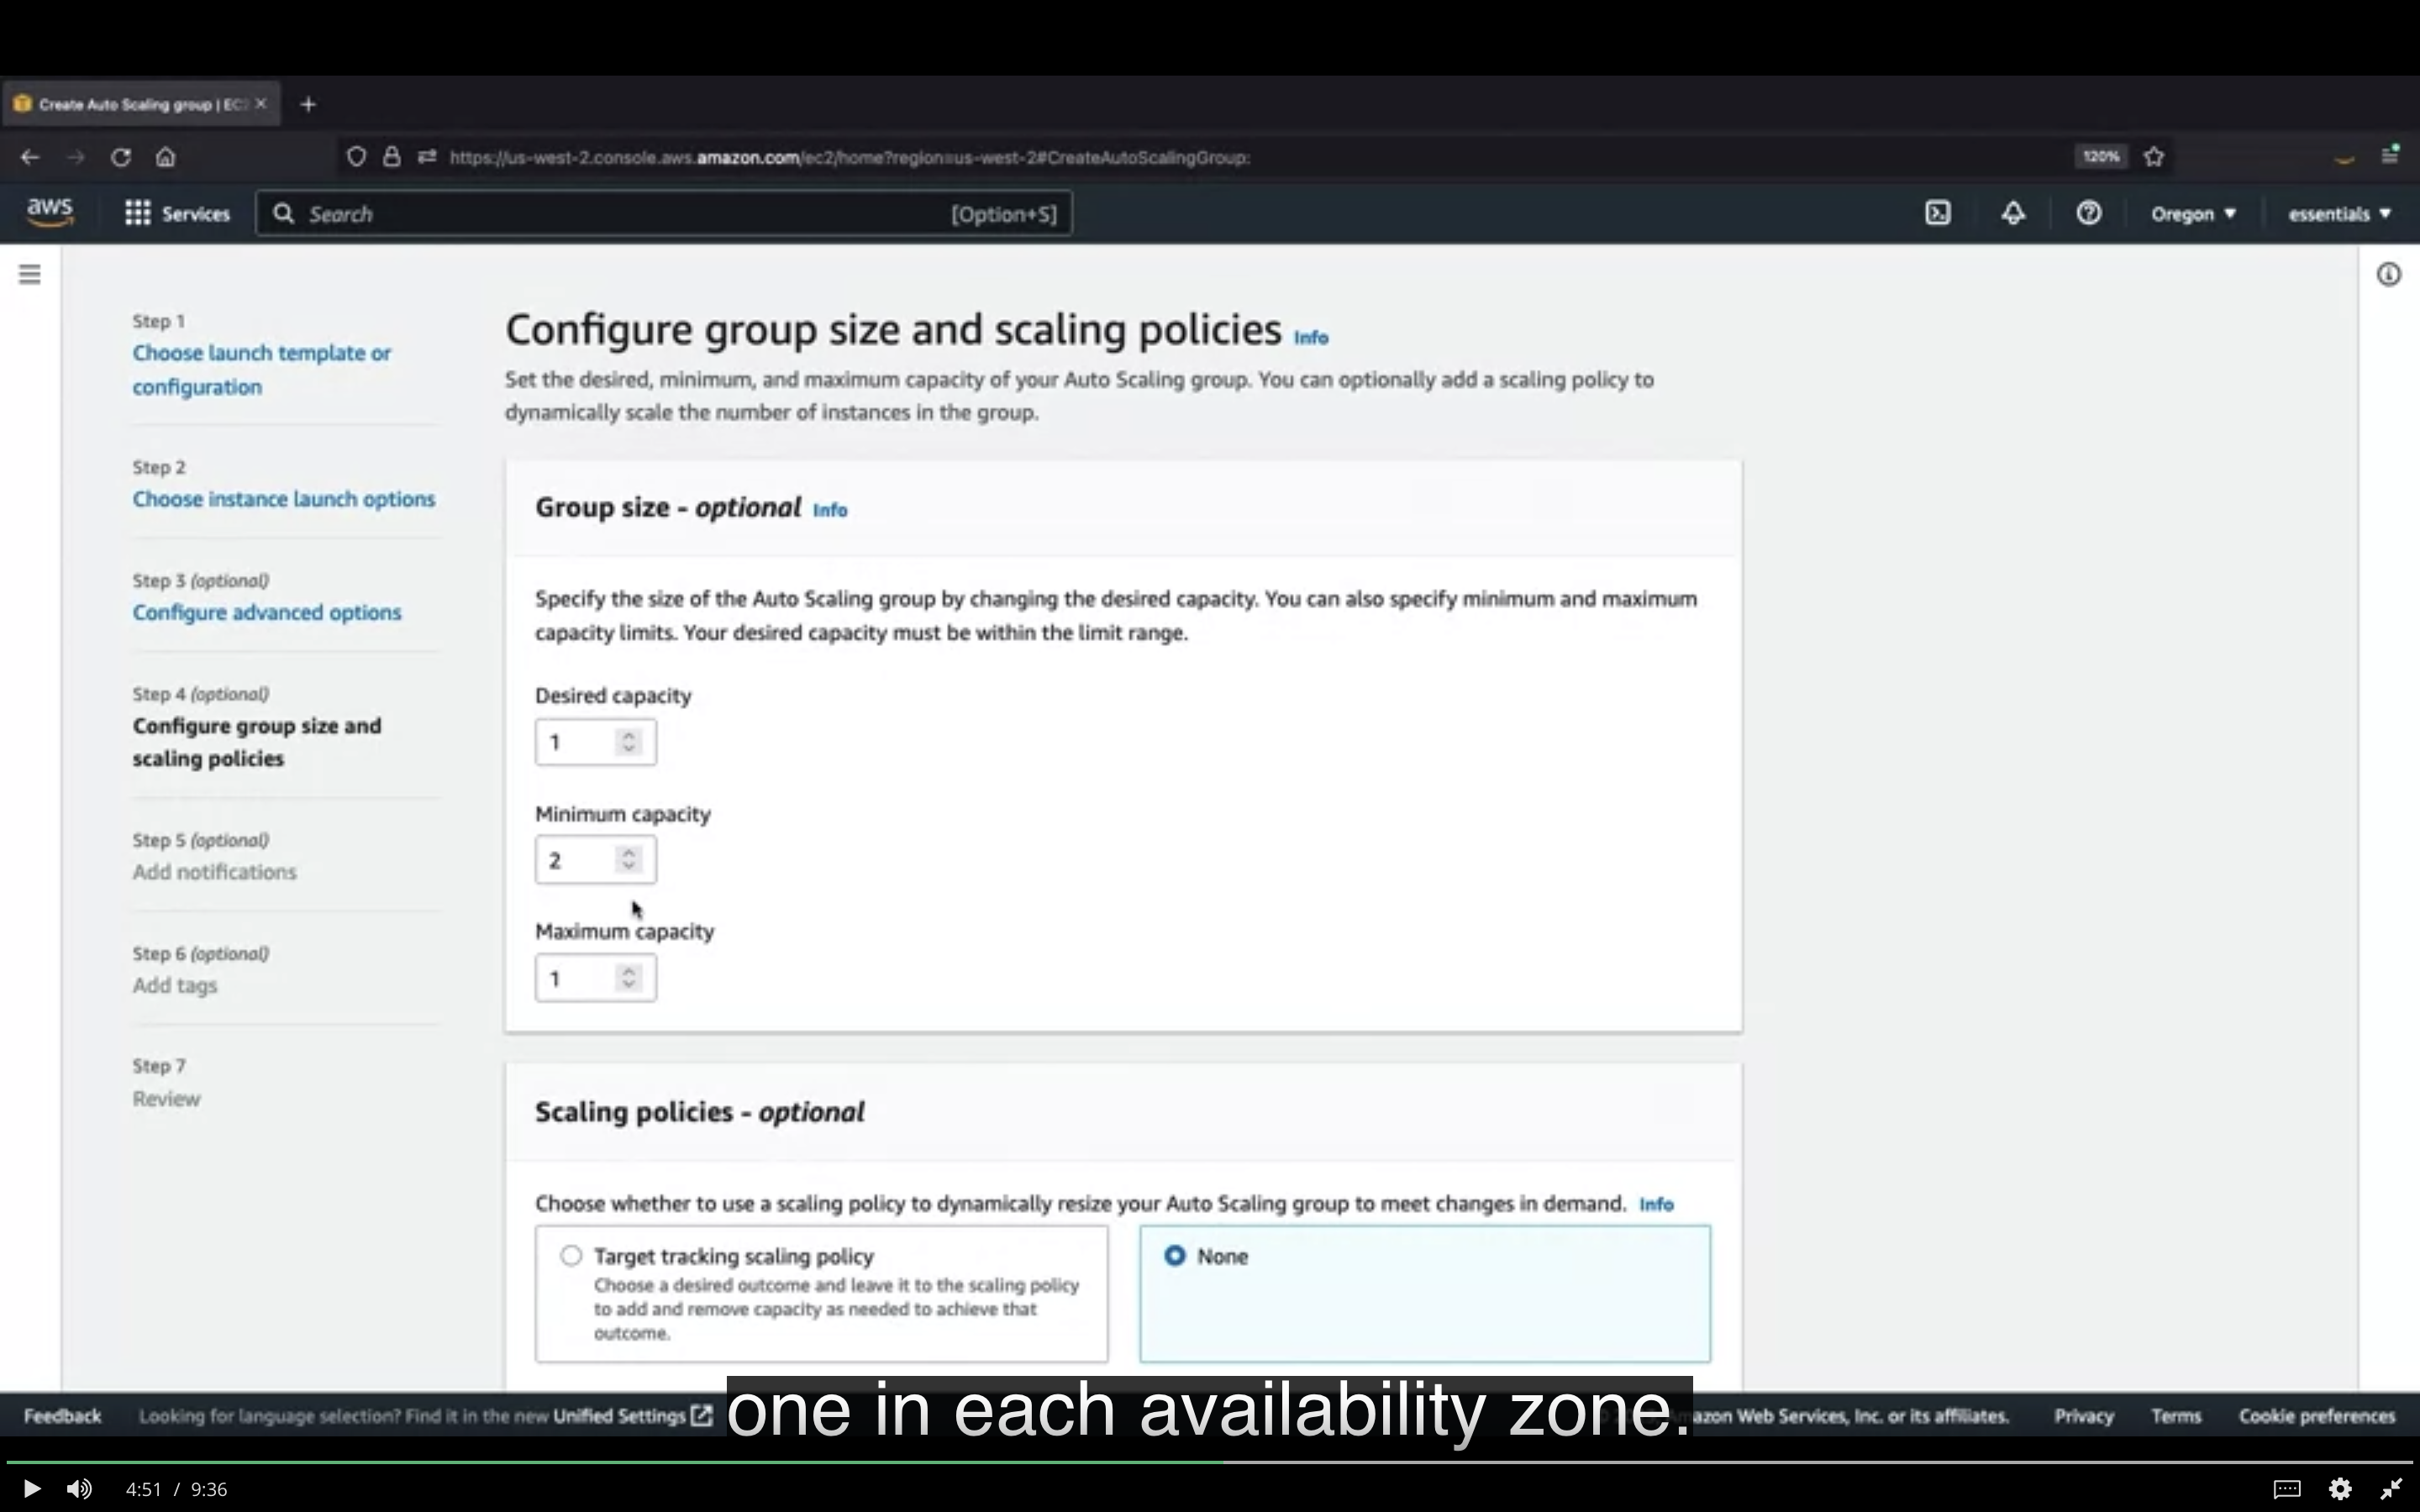 Create Auto Scaling group | EC
https://us-west-2.console.aws.amazon.com/ec2/home?region=us-west-2#CreateAutoScalingGroup:
120%
aws
Services
Search
[Option+S]
Oregon
essentials
Step 1
Choose launch template or
configuration
Step 2
Choose instance launch options
Step 3 (optional)
Configure advanced options
Step 4 (optional)
Configure group size and
scaling policies
Step 5 (optional)
Add notifications
Step 6 (optional)
Add tags
Step 7
Review
Configure group size and scaling policies Info
Set the desired, minimum, and maximum capacity of your Auto Scaling group. You can optionally add a scaling policy to
dynamically scale the number of instances in the group.
Group size - optional Info
Specify the size of the Auto Scaling group by changing the desired capacity. You can also specify minimum and maximum
capacity limits. Your desired capacity must be within the limit range.
Desired capacity
1
Minimum capacity
2
Maximum capacity
1
Scaling policies - optional
Choose whether to use a scaling policy to dynamically resize your Auto Scaling group to meet changes in demand. Info
Target tracking scaling policy
Choose a desired outcome and leave it to the scaling policy
to add and remove capacity as needed to achieve that
outcome.
None
Feedback
Looking for language selection? Find it in the new Unified Settings
one in each availability zone.
azon Web Services, Inc. or its affiliates.
Privacy
Terms
Cookie preferences
4:51 / 9:36